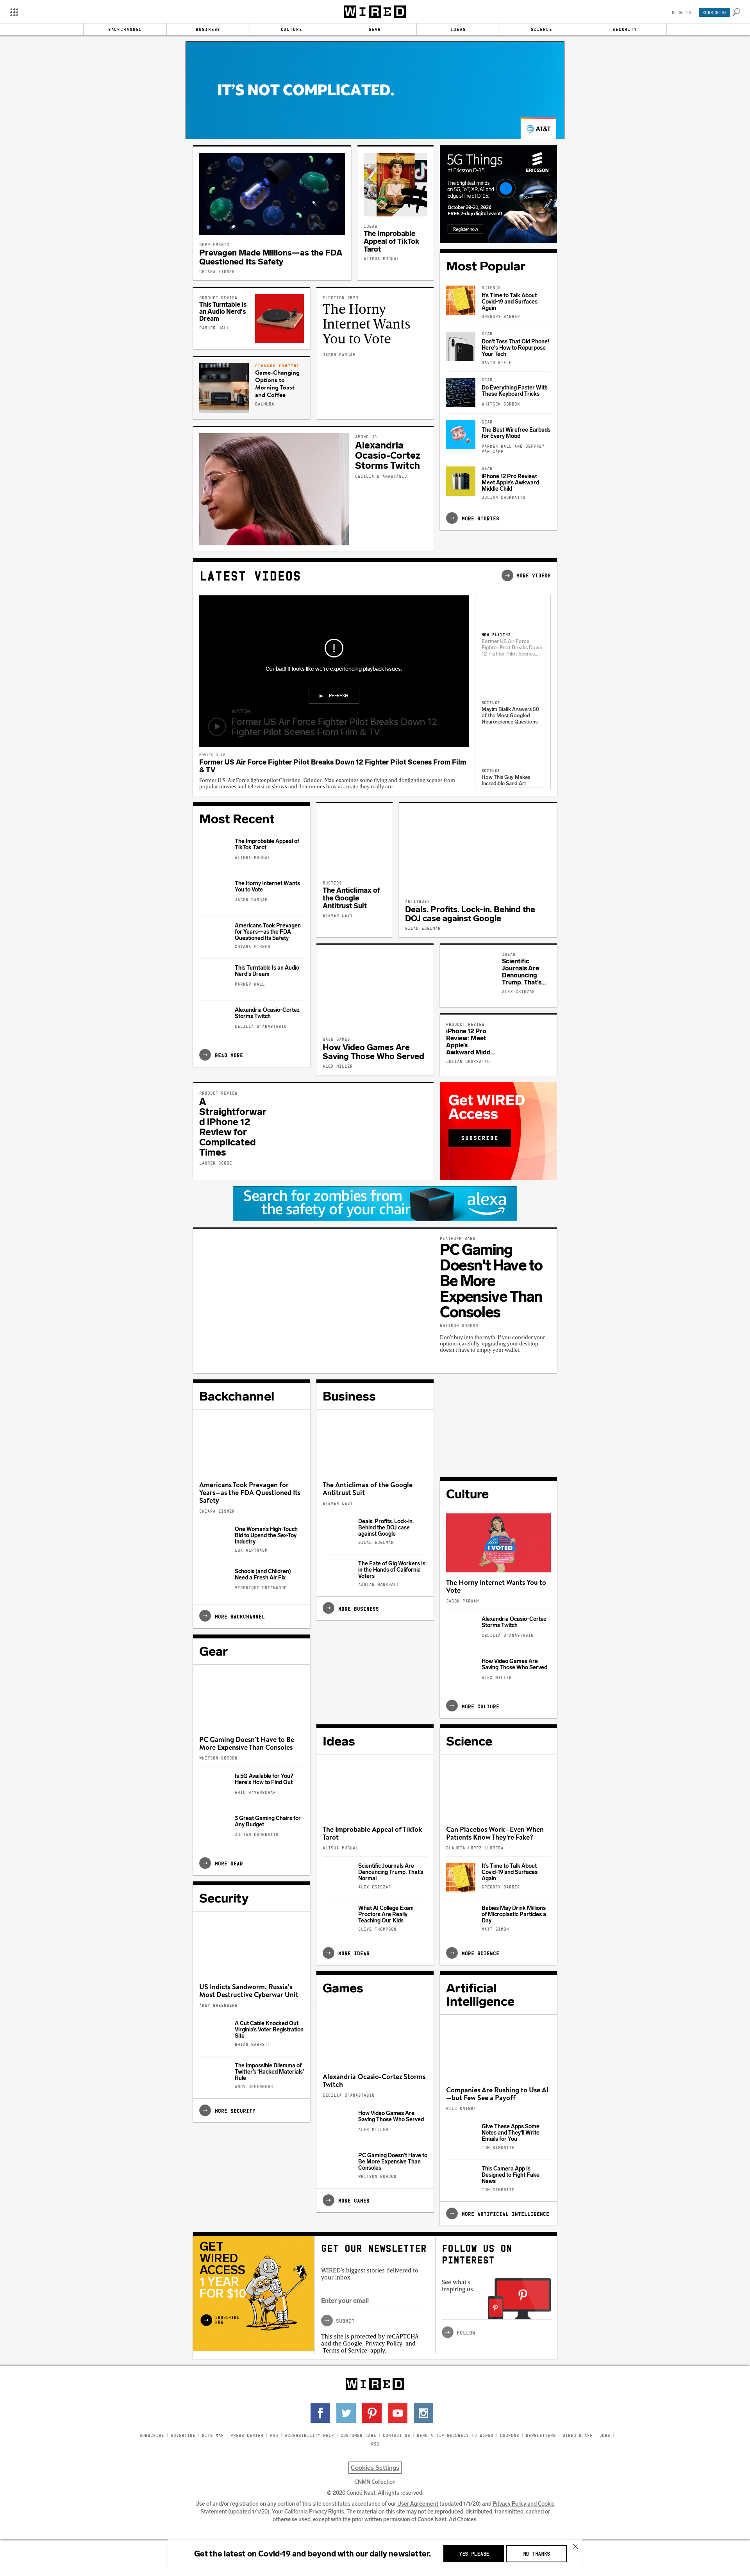 WIRED
SIGN IN
SUBSCRIBE
BACKCHANNEL
BUSINESS
CULTURE
GEAR
IDEAS
SCIENCE
SECURITY
IT'S NOT COMPLICATED.
AT&T
SUPPLEMENTS
Prevagen Made Millions—as the FDA
Questioned Its Safety
CHIARA EISNER
IDEAS
The Improbable
Appeal of TikTok
Tarot
ALISHA MUGHAL
5G Things
at Ericsson D-15
ERICSSON
The brightest minds
on 5G, IoT, XR, AI and
Edge shine at D-15.
October 20-21, 2020
FREE 2-day digital event!
Register now
Most Popular
SCIENCE
It's Time to Talk About
Covid-19 and Surfaces
Again
GREGORY BARBER
GEAR
Don't Toss That Old Phone!
Here's How to Repurpose
Your Tech
DAVID NIELD
GEAR
Do Everything Faster With
These Keyboard Tricks
WHITSON GORDON
GEAR
The Best Wirefree Earbuds
for Every Mood
PARKER HALL AND JEFFREY
VAN CAMP
GEAR
iPhone 12 Pro Review:
Meet Apple's Awkward
Middle Child
JULIAN CHOKKATTU
MORE STORIES
PRODUCT REVIEW
This Turntable Is
an Audio Nerd's
Dream
PARKER HALL
SPONSOR CONTENT
Game-Changing
Options to
Morning Toast
and Coffee
BALMUDA
ELECTION 2020
The Horny
Internet Wants
You to Vote
JASON PARHAM
AMONG US
Alexandria
Ocasio-Cortez
Storms Twitch
CECILIA D'ANASTASIO
LATEST VIDEOS
MORE VIDEOS
Our bad! It looks like we're experiencing playback issues.
REFRESH
WATCH
Former US Air Force Fighter Pilot Breaks Down 12
Fighter Pilot Scenes From Film & TV
MOVIES & TV
Former US Air Force Fighter Pilot Breaks Down 12 Fighter Pilot Scenes From Film
& TV
Former U.S. Air Force fighter pilot Christine "Grinder" Mau examines some flying and dogfighting scenes from
popular movies and television shows and determines how accurate they really are.
NOW PLAYING
Former US Air Force
Fighter Pilot Breaks Down
12 Fighter Pilot Scenes...
SCIENCE
Mayim Bialik Answers 50
of the Most Googled
Neuroscience Questions
SCIENCE
How This Guy Makes
Incredible Sand Art
Most Recent
The Improbable Appeal of
TikTok Tarot
ALISHA MUGHAL
The Horny Internet Wants
You to Vote
JASON PARHAM
Americans Took Prevagen
for Years—as the FDA
Questioned Its Safety
CHIARA EISNER
This Turntable Is an Audio
Nerd's Dream
PARKER HALL
Alexandria Ocasio-Cortez
Storms Twitch
CECILIA D'ANASTASIO
READ MORE
BUSTED?
The Anticlimax of
the Google
Antitrust Suit
STEVEN LEVY
ANTITRUST
Deals. Profits. Lock-in. Behind the
DOJ case against Google
GILAD EDELMAN
SAVE GAMES
How Video Games Are
Saving Those Who Served
ALEX MILLER
IDEAS
Scientific
Journals Are
Denouncing
Trump. That's...
ALEX CSISZAR
PRODUCT REVIEW
iPhone 12 Pro
Review: Meet
Apple's
Awkward Midd...
JULIAN CHOKKATTU
PRODUCT REVIEW
A
Straightforwar
d iPhone 12
Review for
Complicated
Times
LAUREN GOODE
Get WIRED
Access
SUBSCRIBE
Search for zombies from
the safety of your chair
alexa
PLATFORM WARS
PC Gaming
Doesn't Have to
Be More
Expensive Than
Consoles
WHITSON GORDON
Don't buy into the myth. If you consider your
options carefully, upgrading your desktop
doesn't have to empty your wallet.
Backchannel
Americans Took Prevagen for
Years—as the FDA Questioned Its
Safety
CHIARA EISNER
One Woman's High-Touch
Bid to Upend the Sex-Toy
Industry
LUX ALPTRAUM
Schools (and Children)
Need a Fresh Air Fix
VERONIQUE GREENWOOD
MORE BACKCHANNEL
Business
The Anticlimax of the Google
Antitrust Suit
STEVEN LEVY
Deals. Profits. Lock-in.
Behind the DOJ case
against Google
GILAD EDELMAN
The Fate of Gig Workers Is
in the Hands of California
Voters
AARIAN MARSHALL
MORE BUSINESS
Culture
I VOTED
The Horny Internet Wants You to
Vote
JASON PARHAM
Alexandria Ocasio-Cortez
Storms Twitch
CECILIA D'ANASTASIO
How Video Games Are
Saving Those Who Served
ALEX MILLER
MORE CULTURE
Gear
PC Gaming Doesn't Have to Be
More Expensive Than Consoles
WHITSON GORDON
Is 5G Available for You?
Here's How to Find Out
ERIC RAVENSCRAFT
3 Great Gaming Chairs for
Any Budget
JULIAN CHOKKATTU
MORE GEAR
Ideas
The Improbable Appeal of TikTok
Tarot
ALISHA MUGHAL
Scientific Journals Are
Denouncing Trump. That's
Normal
ALEX CSISZAR
What AI College Exam
Proctors Are Really
Teaching Our Kids
CLIVE THOMPSON
MORE IDEAS
Science
Can Placebos Work—Even When
Patients Know They're Fake?
CLAUDIA LOPEZ LLOREDA
It's Time to Talk About
Covid-19 and Surfaces
Again
GREGORY BARBER
Babies May Drink Millions
of Microplastic Particles a
Day
MATT SIMON
MORE SCIENCE
Security
US Indicts Sandworm, Russia's
Most Destructive Cyberwar Unit
ANDY GREENBERG
A Cut Cable Knocked Out
Virginia's Voter Registration
Site
BRIAN BARRETT
The Impossible Dilemma of
Twitter's 'Hacked Materials'
Rule
ANDY GREENBERG
MORE SECURITY
Games
Alexandria Ocasio-Cortez Storms
Twitch
CECILIA D'ANASTASIO
How Video Games Are
Saving Those Who Served
ALEX MILLER
PC Gaming Doesn't Have to
Be More Expensive Than
Consoles
WHITSON GORDON
MORE GAMES
Artificial
Intelligence
Companies Are Rushing to Use AI
—but Few See a Payoff
WILL KNIGHT
Give These Apps Some
Notes and They'll Write
Emails for You
TOM SIMONITE
This Camera App Is
Designed to Fight Fake
News
TOM SIMONITE
MORE ARTIFICIAL INTELLIGENCE
GET
WIRED
ACCESS
1 YEAR
FOR $10
SUBSCRIBE
NOW
GET OUR NEWSLETTER
WIRED's biggest stories delivered to
your inbox.
Enter your email
SUBMIT
This site is protected by reCAPTCHA
and the Google Privacy Policy and
Terms of Service apply.
FOLLOW US ON
PINTEREST
See what's
inspiring us.
FOLLOW
WIRED
SUBSCRIBE | ADVERTISE | SITE MAP | PRESS CENTER | FAQ | ACCESSIBILITY HELP | CUSTOMER CARE | CONTACT US | SEND A TIP SECURELY TO WIRED | COUPONS | NEWSLETTERS | WIRED STAFF | JOBS |
RSS
Cookies Settings
CNMN Collection
© 2020 Condé Nast. All rights reserved.
Use of and/or registration on any portion of this site constitutes acceptance of our User Agreement (updated 1/1/20) and Privacy Policy and Cookie
Statement (updated 1/1/20). Your California Privacy Rights. The material on this site may not be reproduced, distributed, transmitted, cached or
otherwise used, except with the prior written permission of Condé Nast. Ad Choices.
Get the latest on Covid-19 and beyond with our daily newsletter.
YES PLEASE
NO THANKS